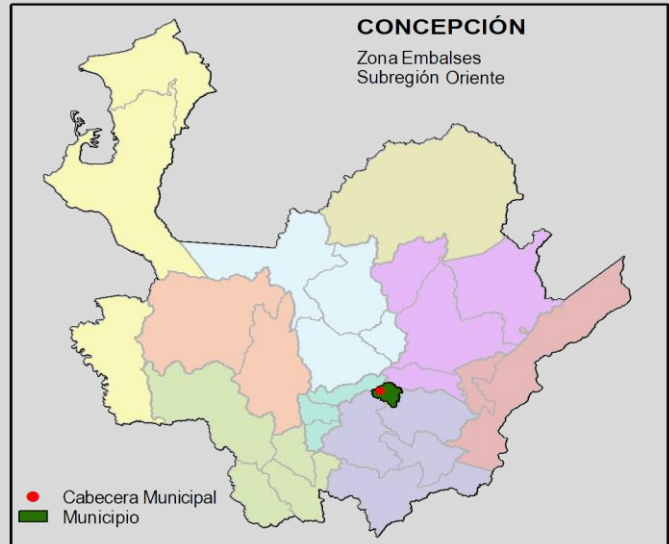 CONCEPCIÓN
Zona Embalses
Subregión Oriente
Cabecera Municipal
Municipio